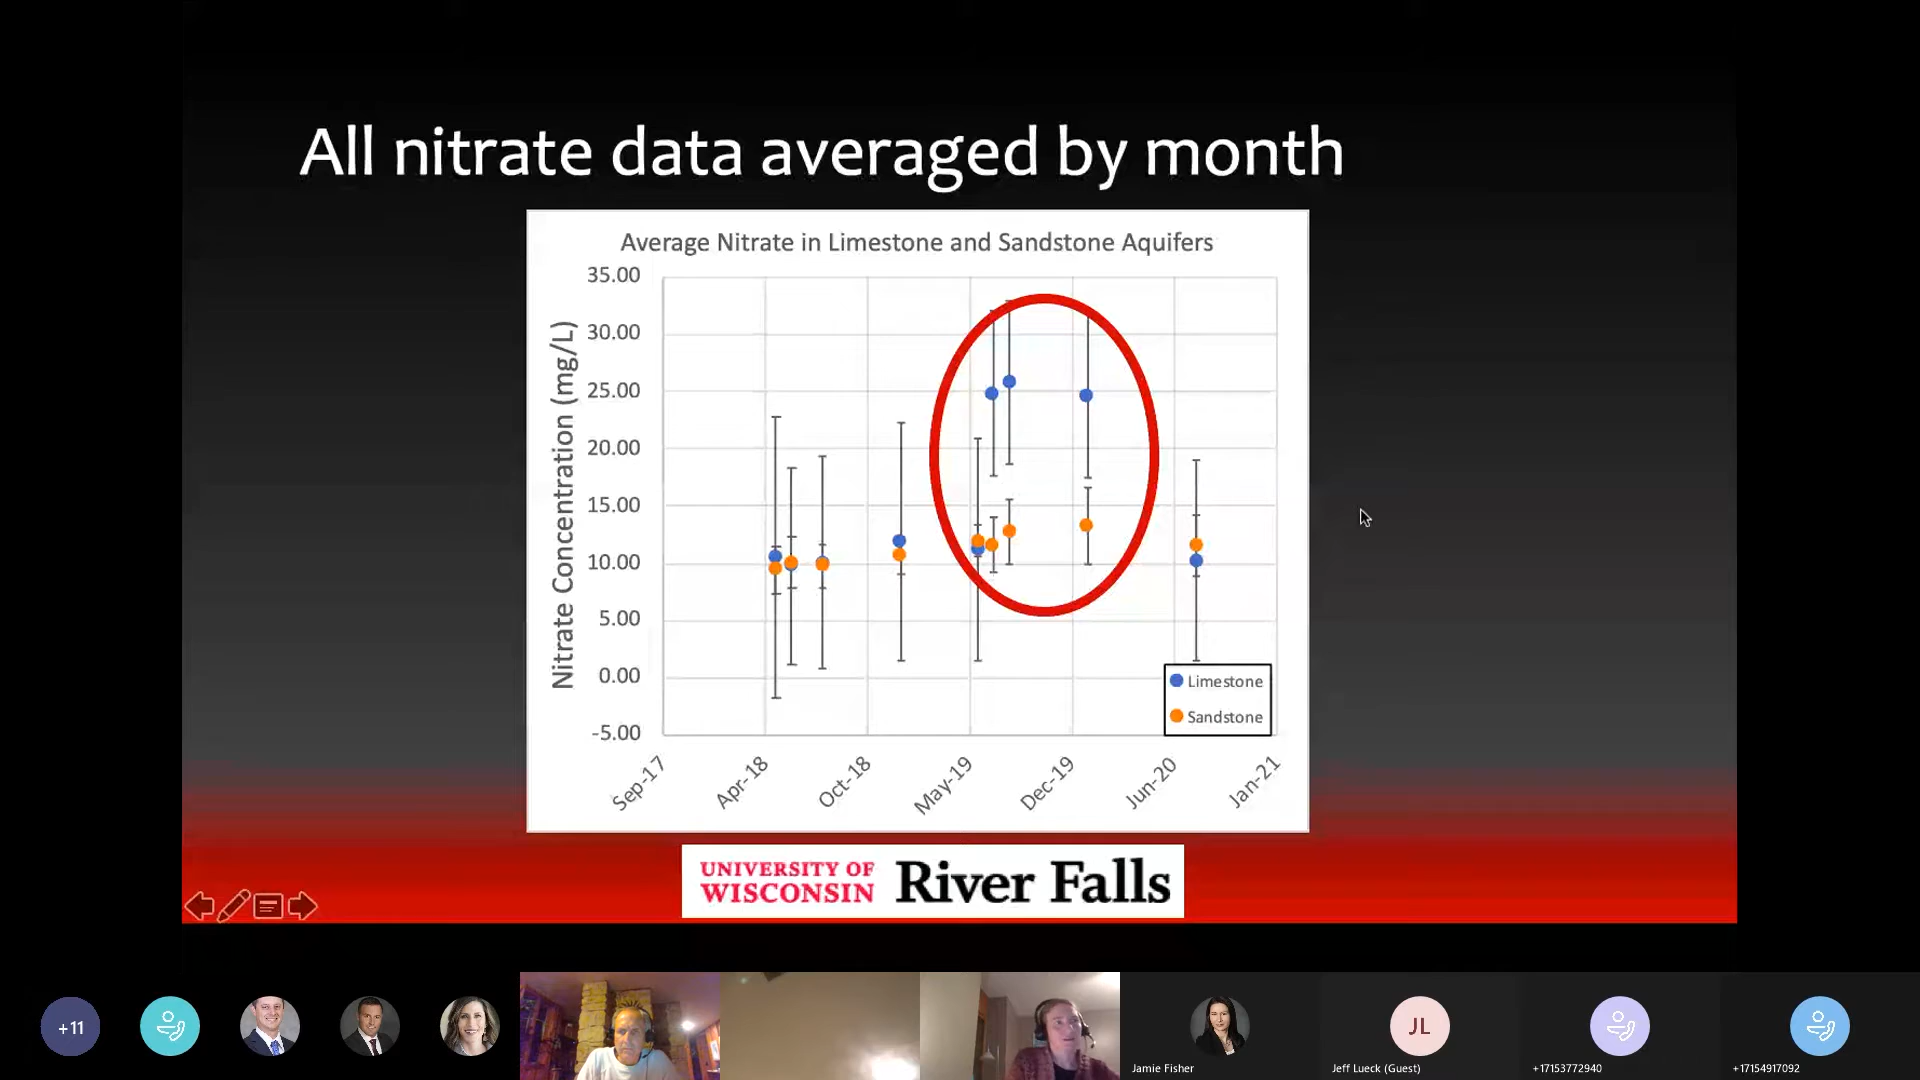 All nitrate data averaged by month
Average Nitrate in Limestone and Sandstone Aquifers
Nitrate Concentration (mg/L)
35.00
30.00
25.00
20.00
15.00
10.00
5.00
0.00
-5.00
Sep-17
Apr-18
Oct-18
May-19
Dec-19
Jun-20
Jan-21
Limestone
Sandstone
UNIVERSITY OF
WISCONSIN
River Falls
+11
JL
Jamie Fisher
Jeff Lueck (Guest)
+17153772940
+17154917092